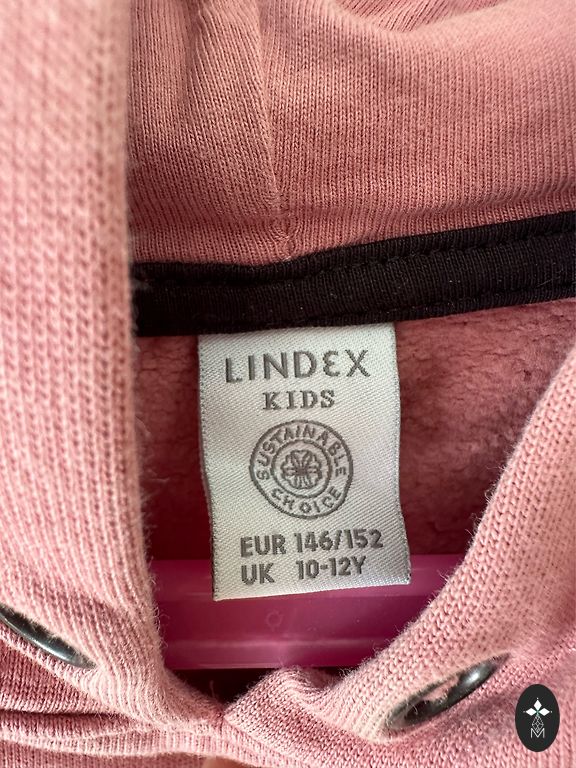 LINDEX
KIDS
SUSTAINABLE
CHOICE
EUR 146/152
UK 10-12Y